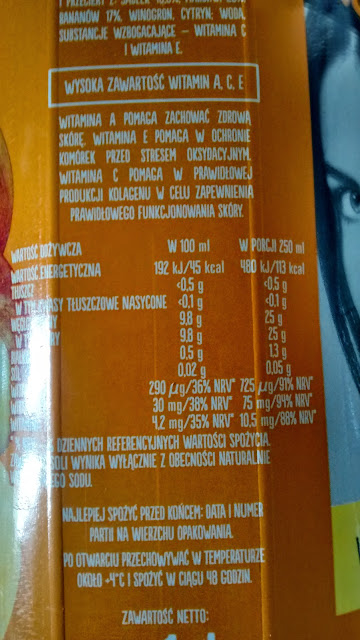 BANANÓW 17%, WINOGRON, CYTRYN; WODA,
SUBSTANCJE WZBOGACAJĄCE – WITAMINA C
I WITAMINA E.
WYSOKA ZAWARTOŚĆ WITAMIN A, C, E
WITAMINA A POMAGA ZACHOWAĆ ZDROWĄ
SKÓRĘ. WITAMINA E POMAGA W OCHRONIE
KOMÓREK PRZED STRESEM OKSYDACYJNYM.
WITAMINA C POMAGA W PRAWIDŁOWEJ
PRODUKCJI KOLAGENU W CELU ZAPEWNIENIA
PRAWIDŁOWEGO FUNKCJONOWANIA SKÓRY.
WARTOŚĆ ODŻYWCZA W 100 ml W PORCJI 250 ml
WARTOŚĆ ENERGETYCZNA 192 kJ/45 kcal 480 kJ/113 kcal
TŁUSZCZ <0.5 g <0.5 g
W TYM KWASY TŁUSZCZOWE NASYCONE <0.1 g <0.1 g
9.8 g 25 g
9.8 g 25 g
0.5 g 1.3 g
0.02 g 0.05 g
290 µg/36% NRV* 725 µg/91% NRV*
30 mg/38% NRV* 75 mg/94% NRV*
4,2 mg/35% NRV* 10,5 mg/88% NRV*
DZIENNYCH REFERENCYJNYCH WARTOŚCI SPOŻYCIA.
SOLI WYNIKA WYŁĄCZNIE Z OBECNOŚCI NATURALNIE
SODU.
NAJLEPIEJ SPOŻYĆ PRZED KOŃCEM: DATA I NUMER
PARTII NA WIERZCHU OPAKOWANIA.
PO OTWARCIU PRZECHOWYWAĆ W TEMPERATURZE
OKOŁO +4°C I SPOŻYĆ W CIĄGU 48 GODZIN.
ZAWARTOŚĆ NETTO: